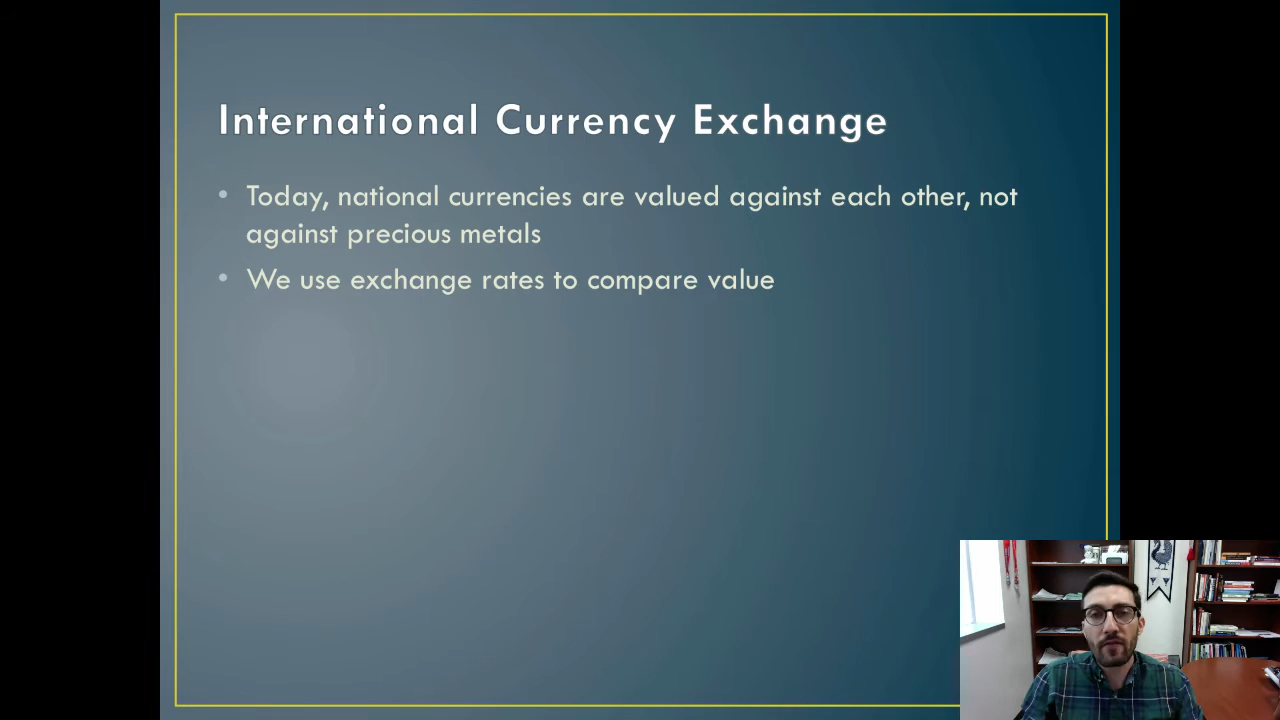 International Currency Exchange
• Today, national currencies are valued against each other, not
against precious metals
• We use exchange rates to compare value